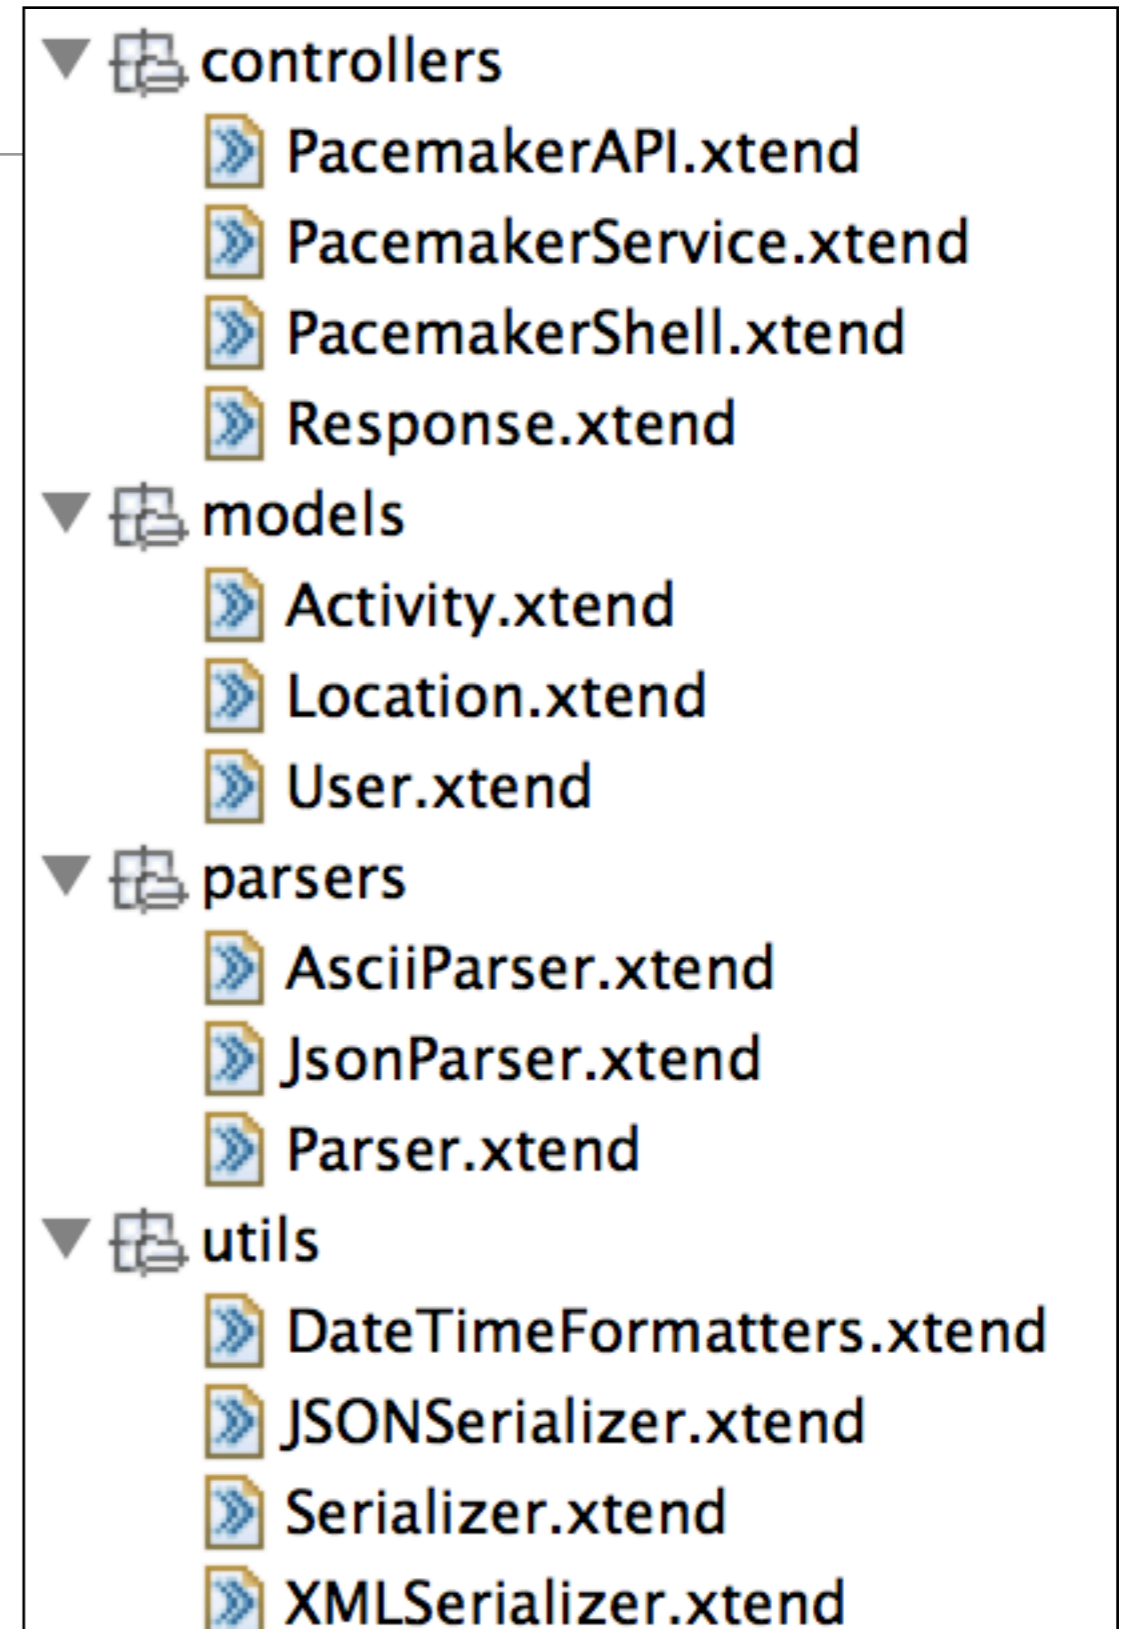 controllers
PacemakerAPI.xtend
PacemakerService.xtend
PacemakerShell.xtend
Response.xtend
models
Activity.xtend
Location.xtend
User.xtend
parsers
AsciiParser.xtend
JsonParser.xtend
Parser.xtend
utils
DateTimeFormatters.xtend
JSONSerializer.xtend
Serializer.xtend
XMLSerializer.xtend